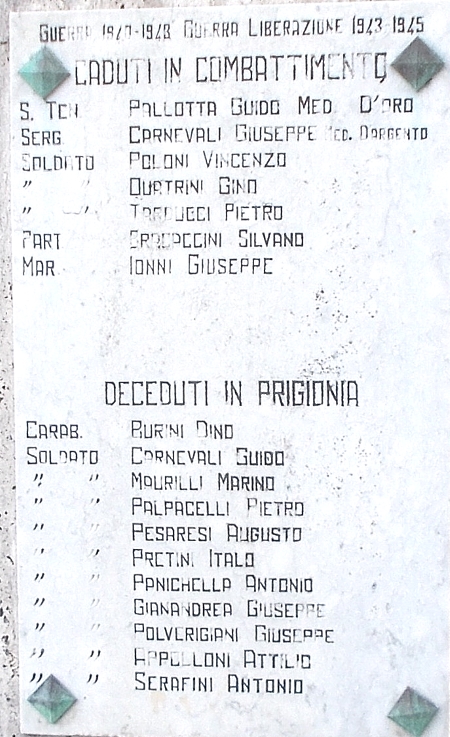 GUERRA GUERRA LIBERAZIONE 1943-1945
CADUTI IN COMBATTIMENTO
S. TEN. PALLOTTA GUIDO MED. D'ORO
SERG. CARNEVALI GIUSEPPE MED. D'ARGENTO
SOLDATO POLONI VINCENZO
" " QUATRINI GINO
" " PIETRO
PART. SILVANO
MAR. IONNI GIUSEPPE
DECEDUTI IN PRIGIONIA
CARAB. BURINI DINO
SOLDATO CARNEVALI GUIDO
" " MAURILLI MARINO
" " PALPACELLI PIETRO
" " PESARESI AUGUSTO
" " PRETINI ITALO
" " PANICHELLA ANTONIO
" " GIANANDREA GIUSEPPE
" " POLVERIGIANI GIUSEPPE
" " APPOLLONI ATTILIO
" " SERAFINI ANTONIO